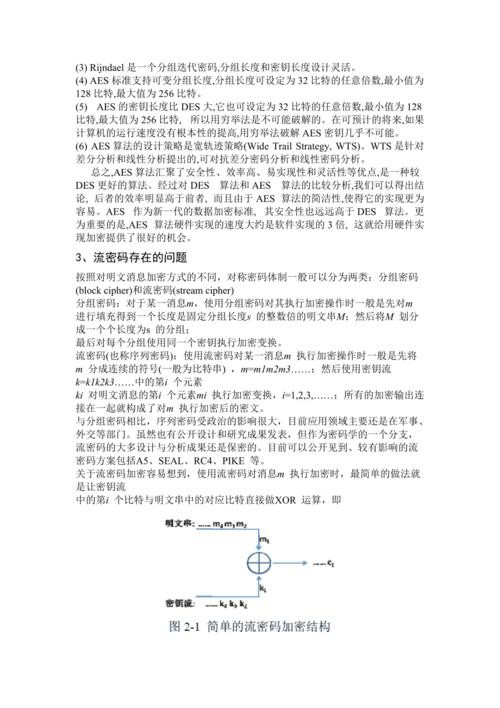 (3) Rijndael 是一个分组迭代密码,分组长度和密钥长度设计灵活。
(4) AES 标准支持可变分组长度,分组长度可设定为 32 比特的任意倍数,最小值为
128 比特,最大值为 256 比特。
(5) AES 的密钥长度比 DES 大,它也可设定为 32 比特的任意倍数,最小值为 128
比特,最大值为 256 比特, 所以用穷举法是不可能破解的。在可预计的将来,如果
计算机的运行速度没有根本性的提高,用穷举法破解 AES 密钥几乎不可能。
(6) AES 算法的设计策略是宽轨迹策略(Wide Trail Strategy, WTS)。WTS 是针对
差分分析和线性分析提出的,可对抗差分密码分析和线性密码分析。
总之,AES 算法汇聚了安全性、效率高、易实现性和灵活性等优点,是一种较
DES 更好的算法。经过对 DES 算法和 AES 算法的比较分析,我们可以得出结
论, 后者的效率明显高于前者, 而且由于 AES 算法的简洁性,使得它的实现更为
容易。AES 作为新一代的数据加密标准, 其安全性也远远高于 DES 算法。更
为重要的是,AES 算法硬件实现的速度大约是软件实现的 3 倍, 这就给用硬件实
现加密提供了很好的机会。
3、流密码存在的问题
按照对明文消息加密方式的不同,对称密码体制一般可以分为两类:分组密码
(block cipher)和流密码(stream cipher)
分组密码:对于某一消息m,使用分组密码对其执行加密操作时一般是先对m
进行填充得到一个长度是固定分组长度s 的整数倍的明文串M;然后将M 划分
成一个个长度为s 的分组;
最后对每个分组使用同一个密钥执行加密变换。
流密码(也称序列密码):使用流密码对某一消息m 执行加密操作时一般是先将
m 分成连续的符号(一般为比特串),m=m1m2m3……;然后使用密钥流
k=k1k2k3……中的第i 个元素
ki 对明文消息的第i 个元素mi 执行加密变换,i=1,2,3,……;所有的加密输出连
接在一起就构成了对m 执行加密后的密文。
与分组密码相比,序列密码受政治的影响很大,目前应用领域主要还是在军事、
外交等部门。虽然也有公开设计和研究成果发表,但作为密码学的一个分支,
流密码的大多设计与分析成果还是保密的。目前可以公开见到、较有影响的流
密码方案包括A5、SEAL、RC4、PIKE 等。
关于流密码加密容易想到,使用流密码对消息m 执行加密时,最简单的做法就
是让密钥流
中的第i 个比特与明文串中的对应比特直接做XOR 运算,即
明文串: ……m4 m3 m2
m1
……c1
k1
密钥流: ……k4 k3 k2
图 2-1 简单的流密码加密结构